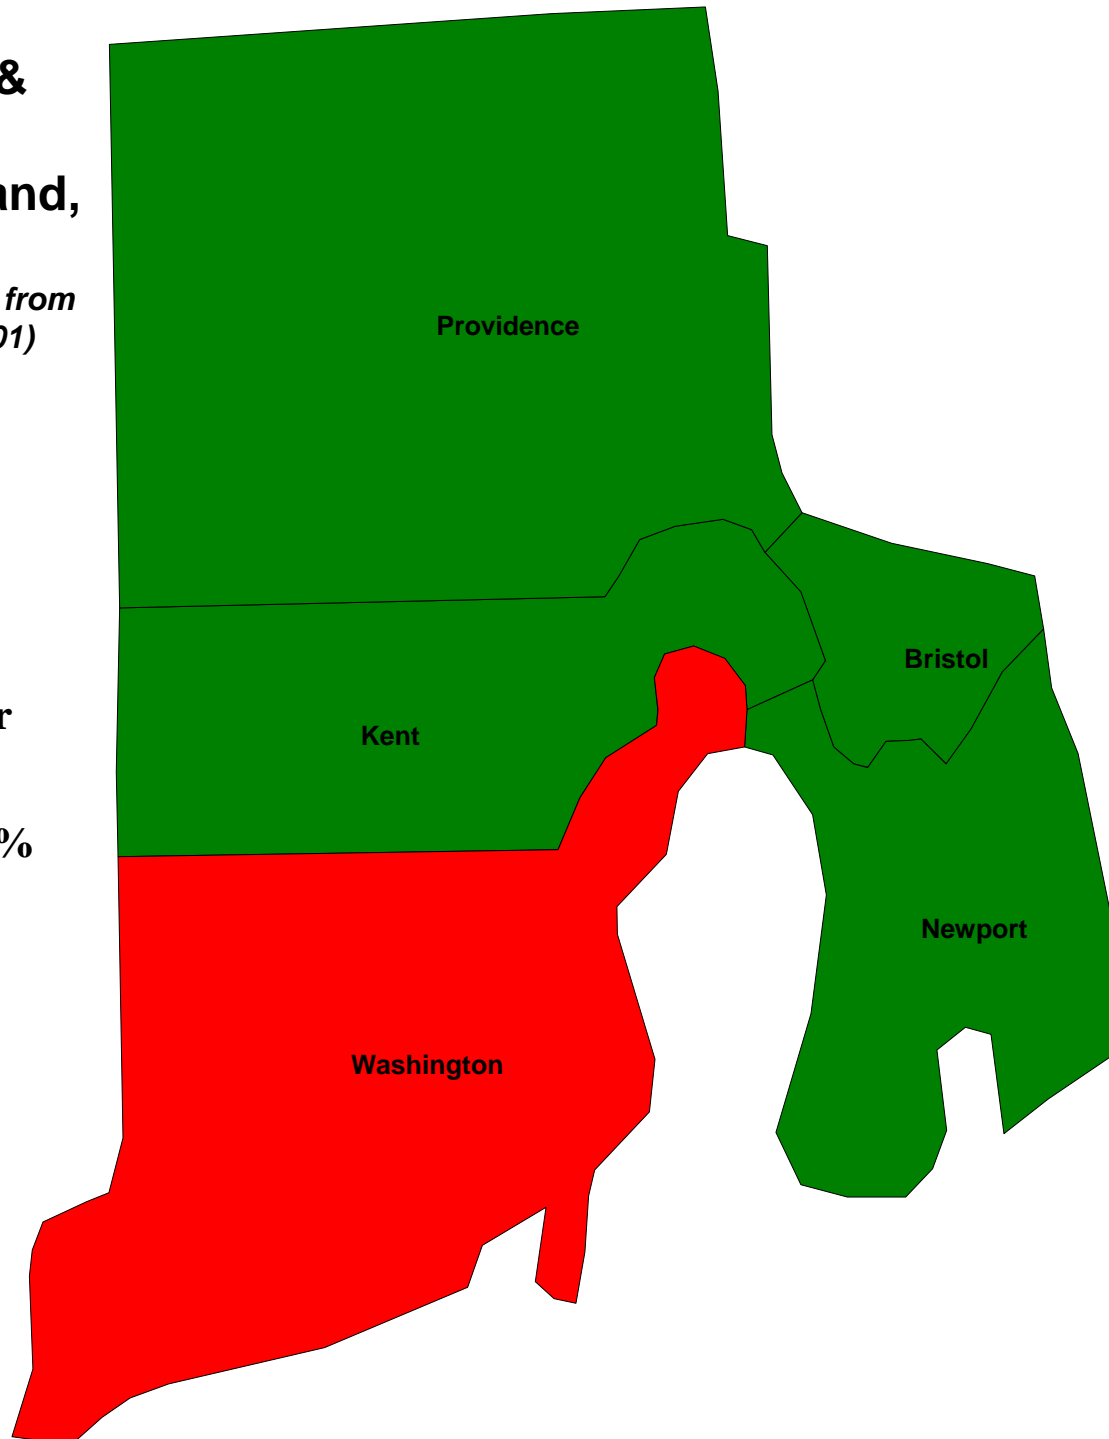 &
and,
from
01)
Providence
Bristol
r
Kent
%
Newport
Washington